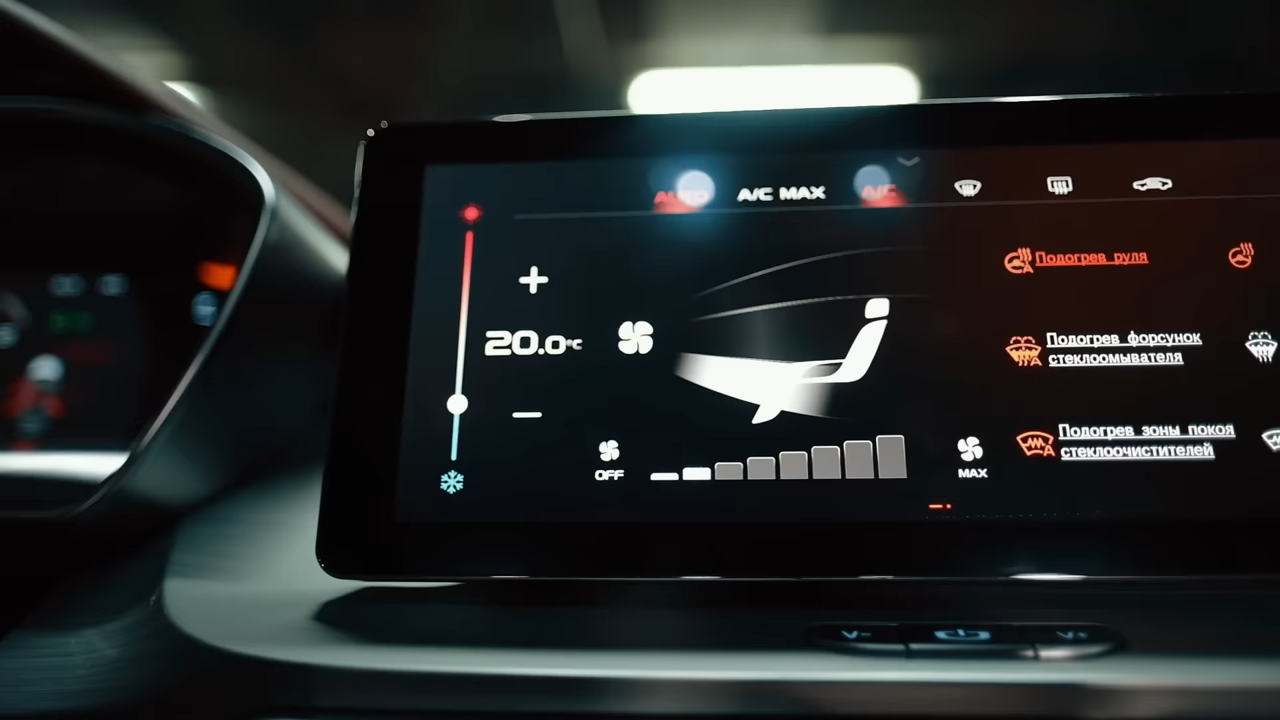 AUTO A/C MAX A/C
Подогрев руля
20.0°C
Подогрев форсунок
стеклоомывателя
Подогрев зоны покоя
стеклоочистителей
OFF
MAX
V- V+